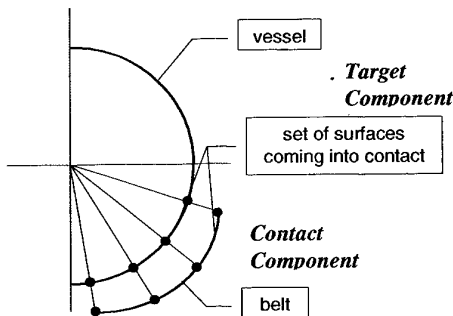 vessel
. Target
Component
set of surfaces
coming into contact
Contact
Component
belt